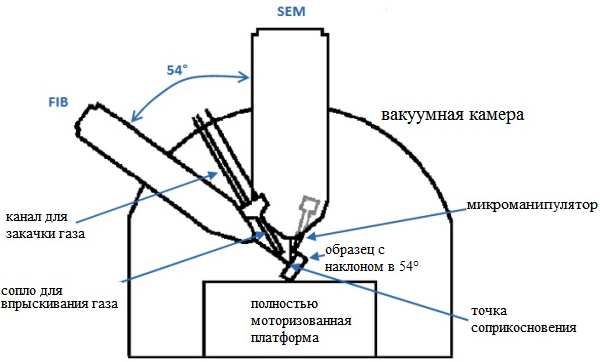 SEM
54°
FIB
вакуумная камера
микроманипулятор
канал для
закачки газа
образец с
наклоном в 54°
сопло для
впрыскивания газа
полностью
моторизованная
платформа
точка
соприкосновения